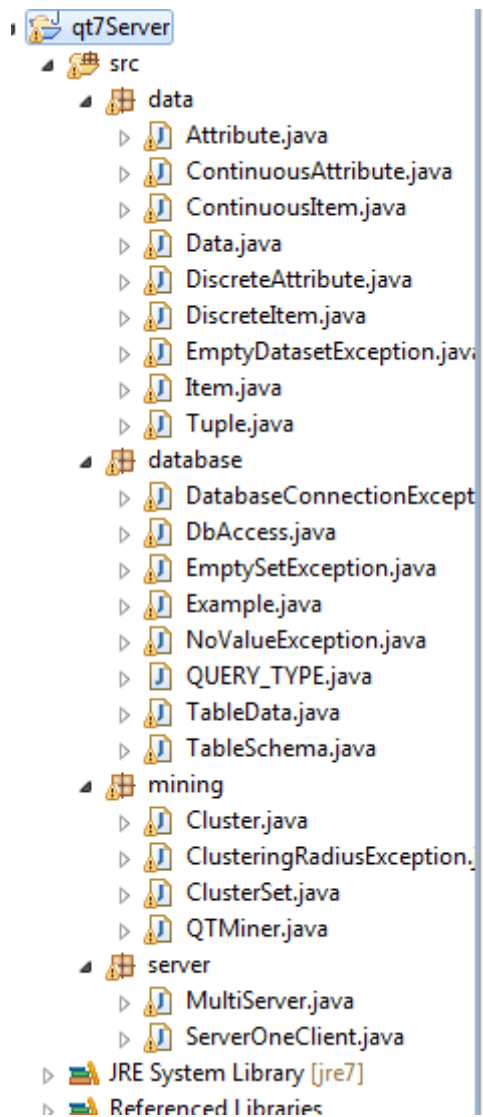 qt7Server
src
data
Attribute.java
ContinuousAttribute.java
ContinuousItem.java
Data.java
DiscreteAttribute.java
DiscreteItem.java
EmptyDatasetException.java
Item.java
Tuple.java
database
DatabaseConnectionExcept
DbAccess.java
EmptySetException.java
Example.java
NoValueException.java
QUERY_TYPE.java
TableData.java
TableSchema.java
mining
Cluster.java
ClusteringRadiusException.j
ClusterSet.java
QTMiner.java
server
MultiServer.java
ServerOneClient.java
JRE System Library [jre7]
Referenced Libraries